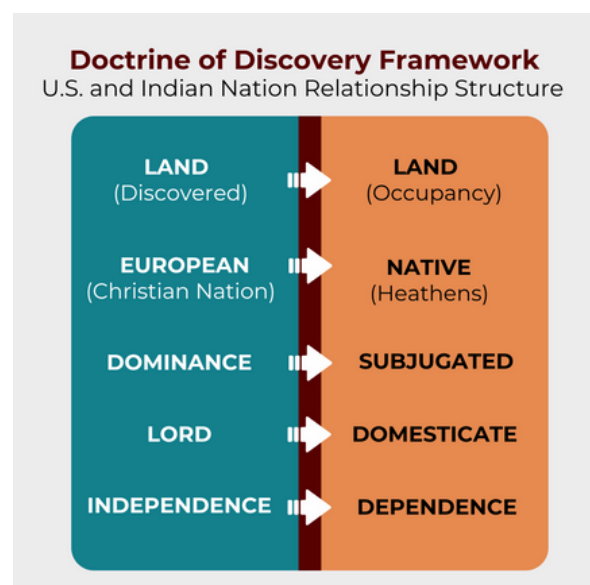 Doctrine of Discovery Framework
U.S. and Indian Nation Relationship Structure
LAND
(Discovered)
LAND
(Occupancy)
EUROPEAN
(Christian Nation)
NATIVE
(Heathens)
DOMINANCE
SUBJUGATED
LORD
DOMESTICATE
INDEPENDENCE
DEPENDENCE